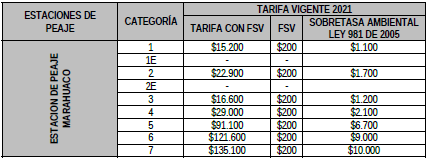 ESTACIONES DE PEAJE
CATEGORÍA
TARIFA VIGENTE 2021
TARIFA CON FSV
FSV
SOBRETASA AMBIENTAL LEY 981 DE 2005
ESTACION DE PEAJE MARAHUACO
1 $15.200 $200 $1.100
1E - -
2 $22.900 $200 $1.700
2E - -
3 $16.600 $200 $1.200
4 $29.000 $200 $2.100
5 $91.100 $200 $6.700
6 $121.600 $200 $9.000
7 $135.100 $200 $10.000